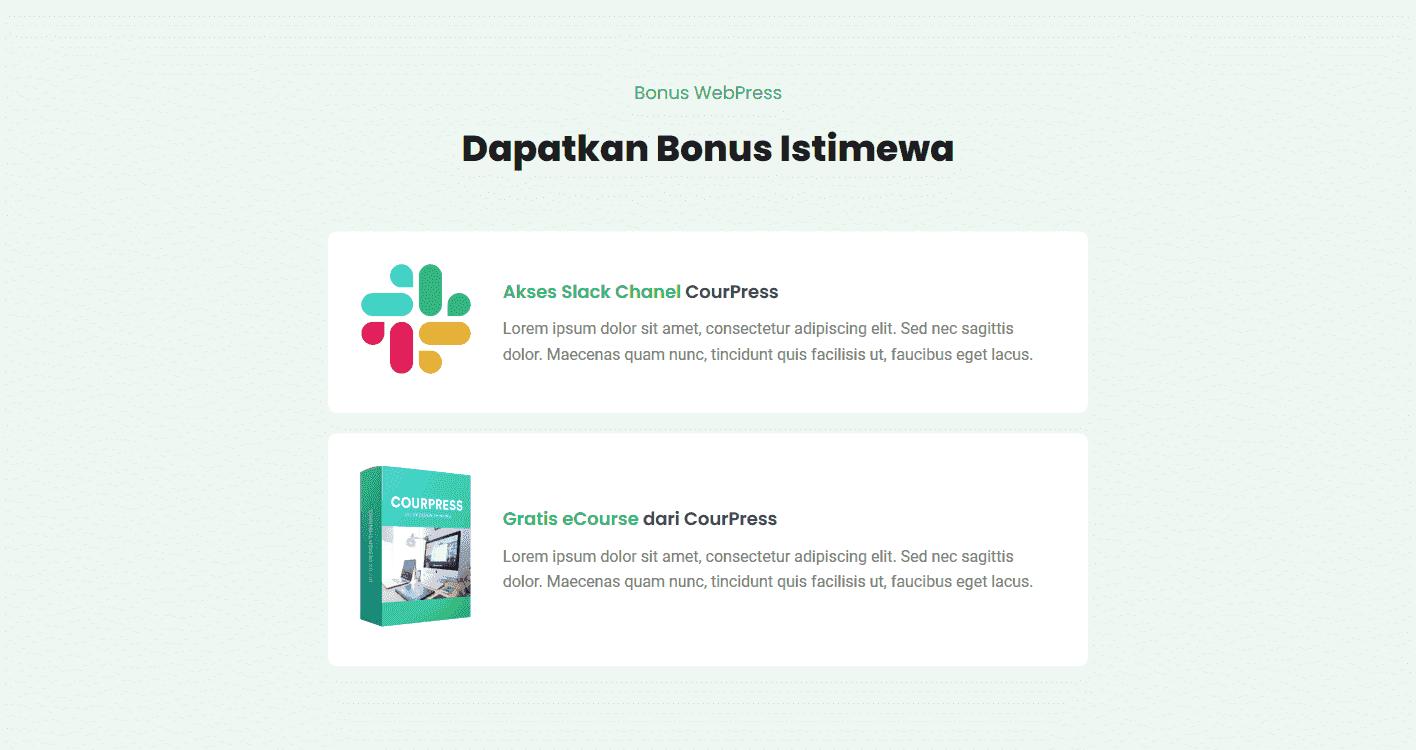 Bonus WebPress
Dapatkan Bonus Istimewa
Akses Slack Chanel CourPress
Lorem ipsum dolor sit amet, consectetur adipiscing elit. Sed nec sagittis
dolor. Maecenas quam nunc, tincidunt quis facilisis ut, faucibus eget lacus.
COURPRESS
Gratis eCourse dari CourPress
Lorem ipsum dolor sit amet, consectetur adipiscing elit. Sed nec sagittis
dolor. Maecenas quam nunc, tincidunt quis facilisis ut, faucibus eget lacus.